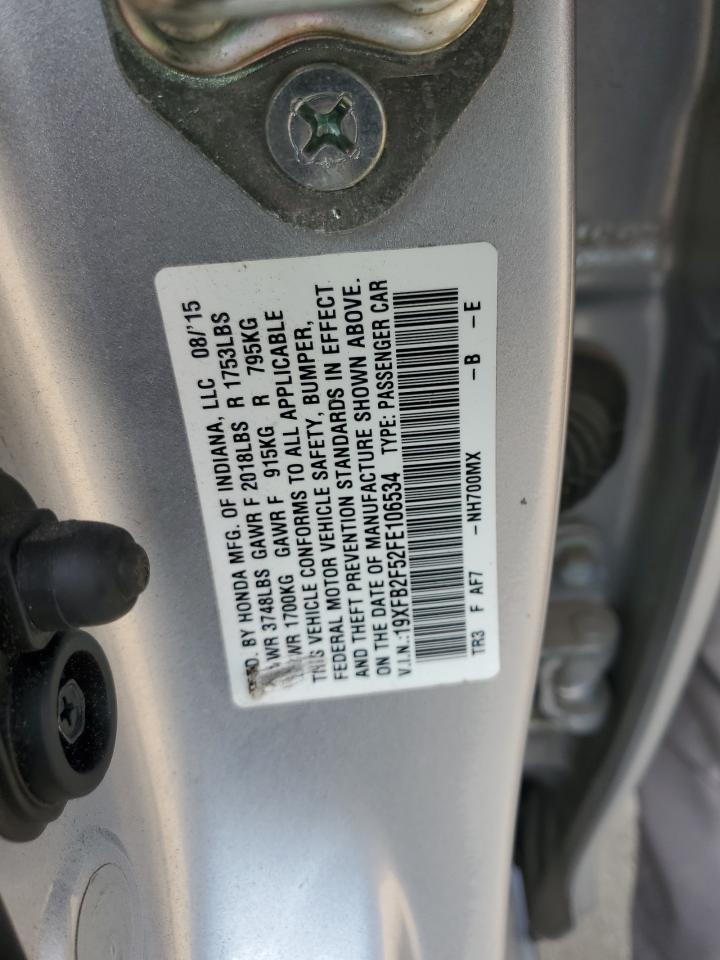 BY HONDA MFG. OF INDIANA, LLC 08/'15
3748LBS GAWR F 2018LBS R 1753LBS
1700KG GAWR F 915KG R 795KG
THIS VEHICLE CONFORMS TO ALL APPLICABLE
FEDERAL MOTOR VEHICLE SAFETY, BUMPER,
AND THEFT PREVENTION STANDARDS IN EFFECT
ON THE DATE OF MANUFACTURE SHOWN ABOVE.
V.I.N.:19XFB2F52FE106534 TYPE: PASSENGER CAR
TR3 F AF7 -NH700MX -B -E